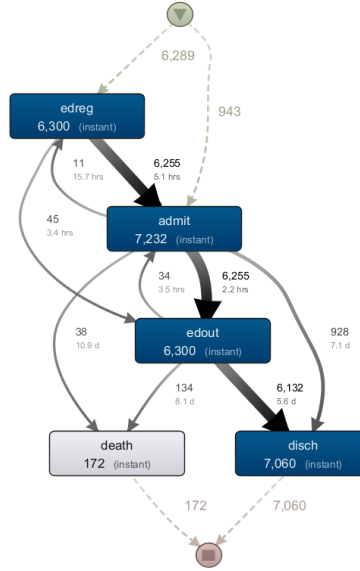 6,289
943
edreg
6,300 (instant)
11
15.7 hrs
6,255
5.1 hrs
45
3.4 hrs
admit
7,232 (instant)
34
3.5 hrs
6,255
2.2 hrs
38
10.9 d
928
7.1 d
edout
6,300 (instant)
134
8.1 d
6,132
5.6 d
death
172 (instant)
disch
7,060 (instant)
172
7,060